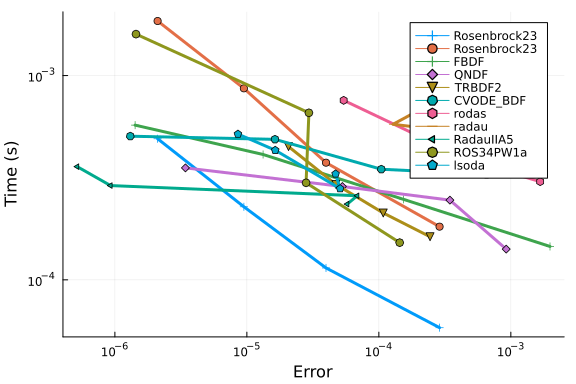 Time (s)
10⁻³
10⁻⁴
Rosenbrock23
Rosenbrock23
FBDF
QNDF
TRBDF2
CVODE_BDF
rodas
radau
RadauIIA5
ROS34PW1a
lsoda
10⁻⁶
10⁻⁵
10⁻⁴
10⁻³
Error